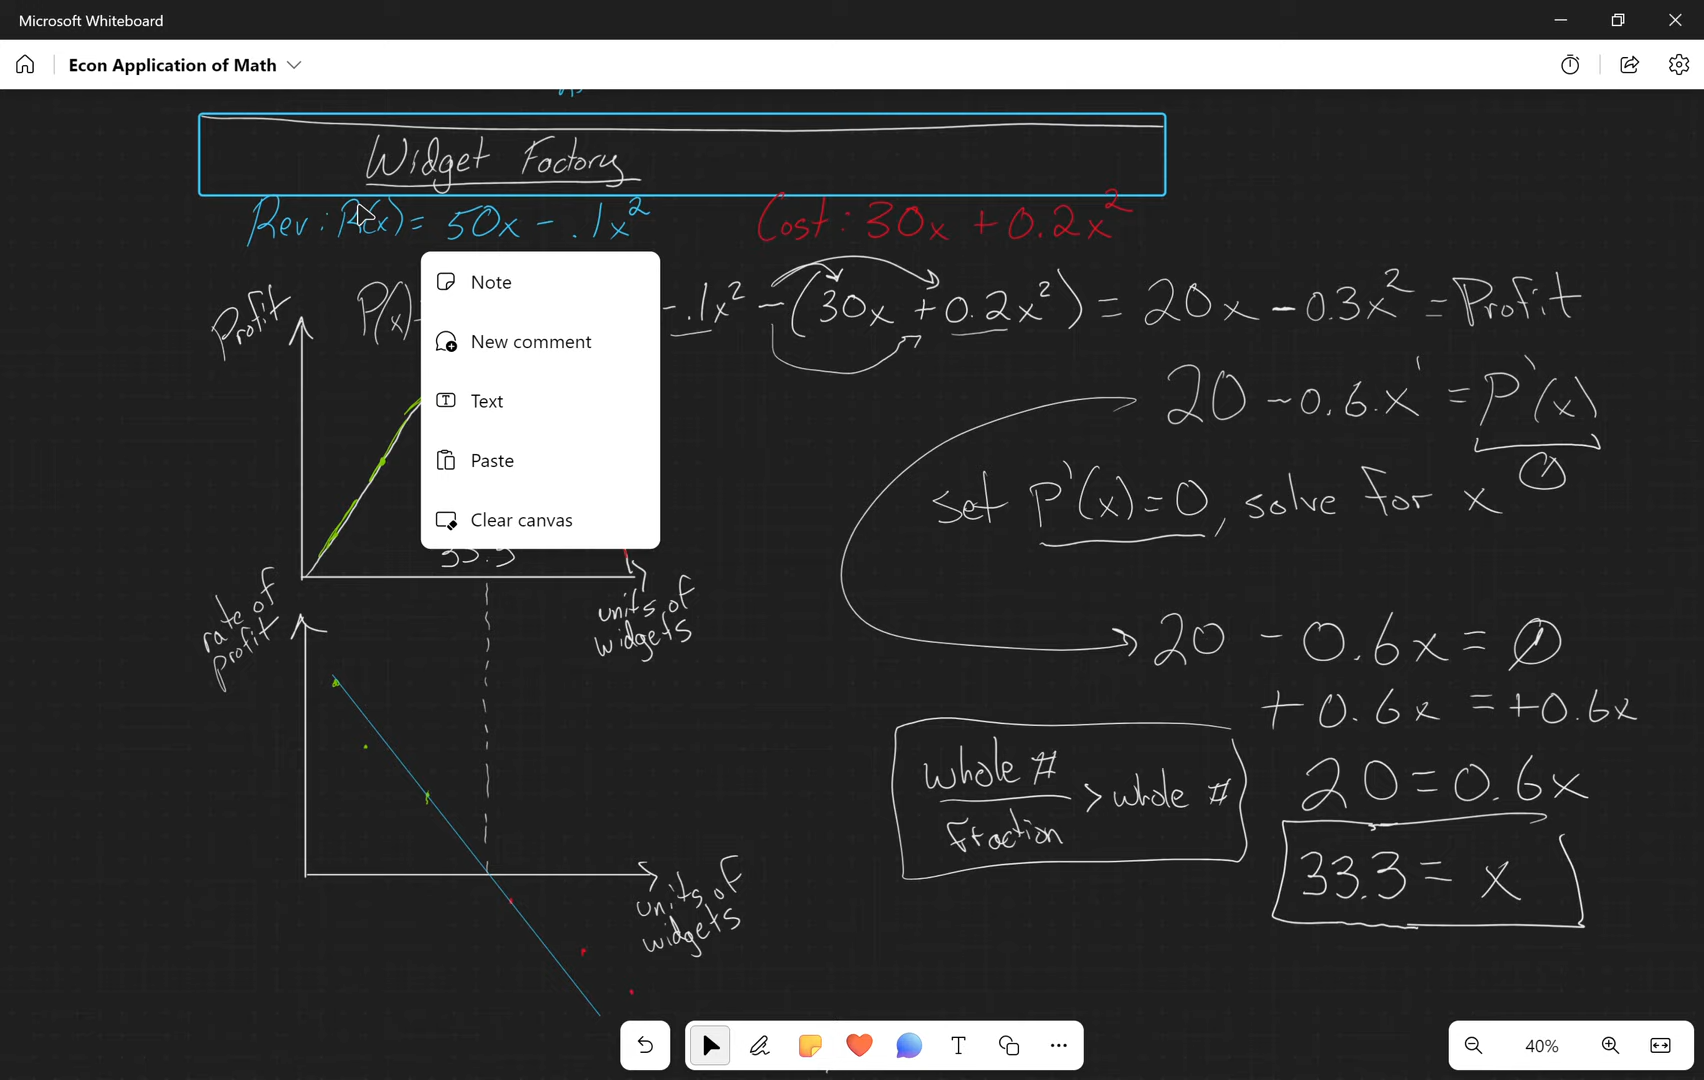 Microsoft Whiteboard
Econ Application of Math
Widget Factory
Rev: R(x) = 50x - .1x²
Cost: 30x + 0.2x²
Profit
P(x)
- .1x² - (30x + 0.2x²) = 20x - 0.3x² = Profit
Note
New comment
Text
Paste
Clear canvas
20 - 0.6.x' = P'(x)
0
set P'(x) = 0, solve for x
33.3
units of
widgets
rate of
profit
20 - 0.6x = 0
+ 0.6x = +0.6x
20 = 0.6x
33.3 = x
whole #
fraction
> whole #
units of
widgets
40%